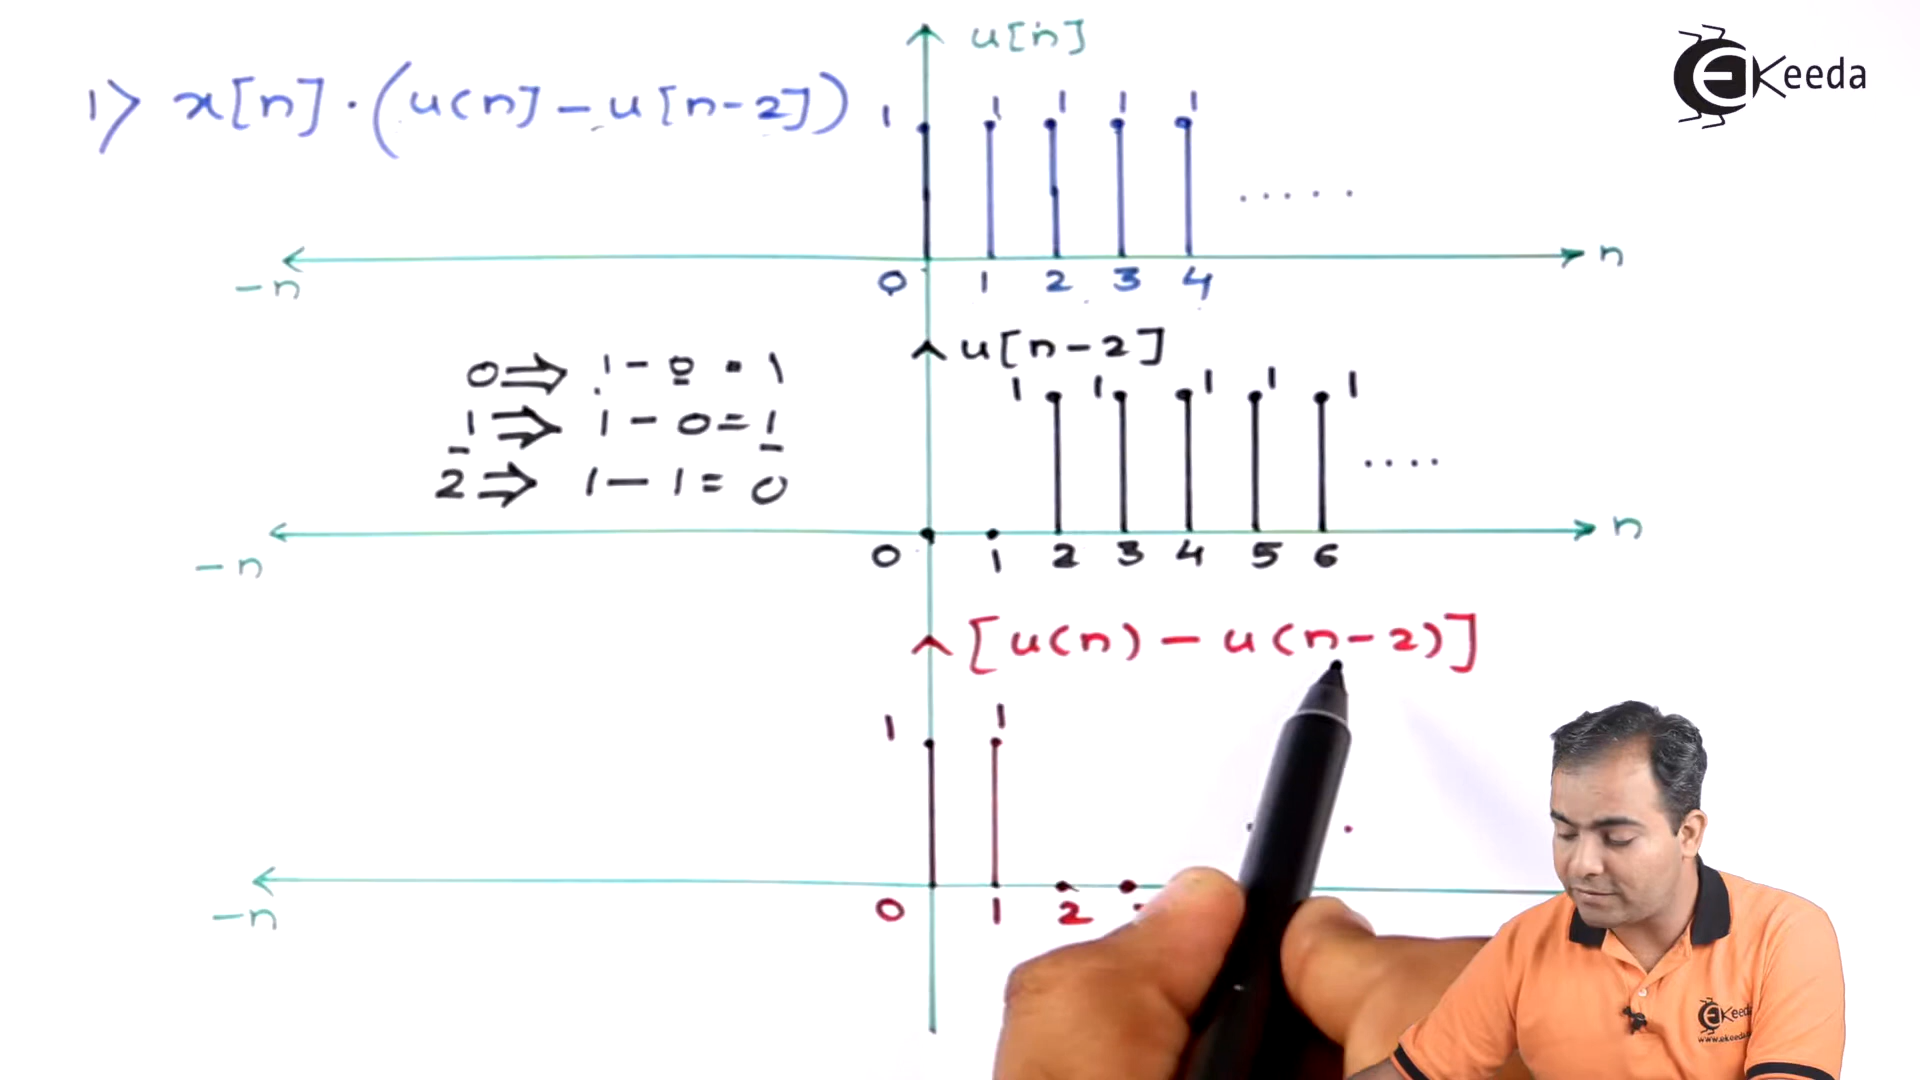 u[n]
1) x[n] · (u(n] - u[n-2])
1 1 1 1 1
.....
-n 0 1 2 3 4 n
u[n-2]
0 ⇒ 1 - 0 = 1
1 ⇒ 1 - 0 = 1
2 ⇒ 1 - 1 = 0
1 1 1 1 1
....
-n 0 1 2 3 4 5 6 n
[u(n) - u(n-2)]
1 1
-n 0 1 2
EKeeda
EKeeda